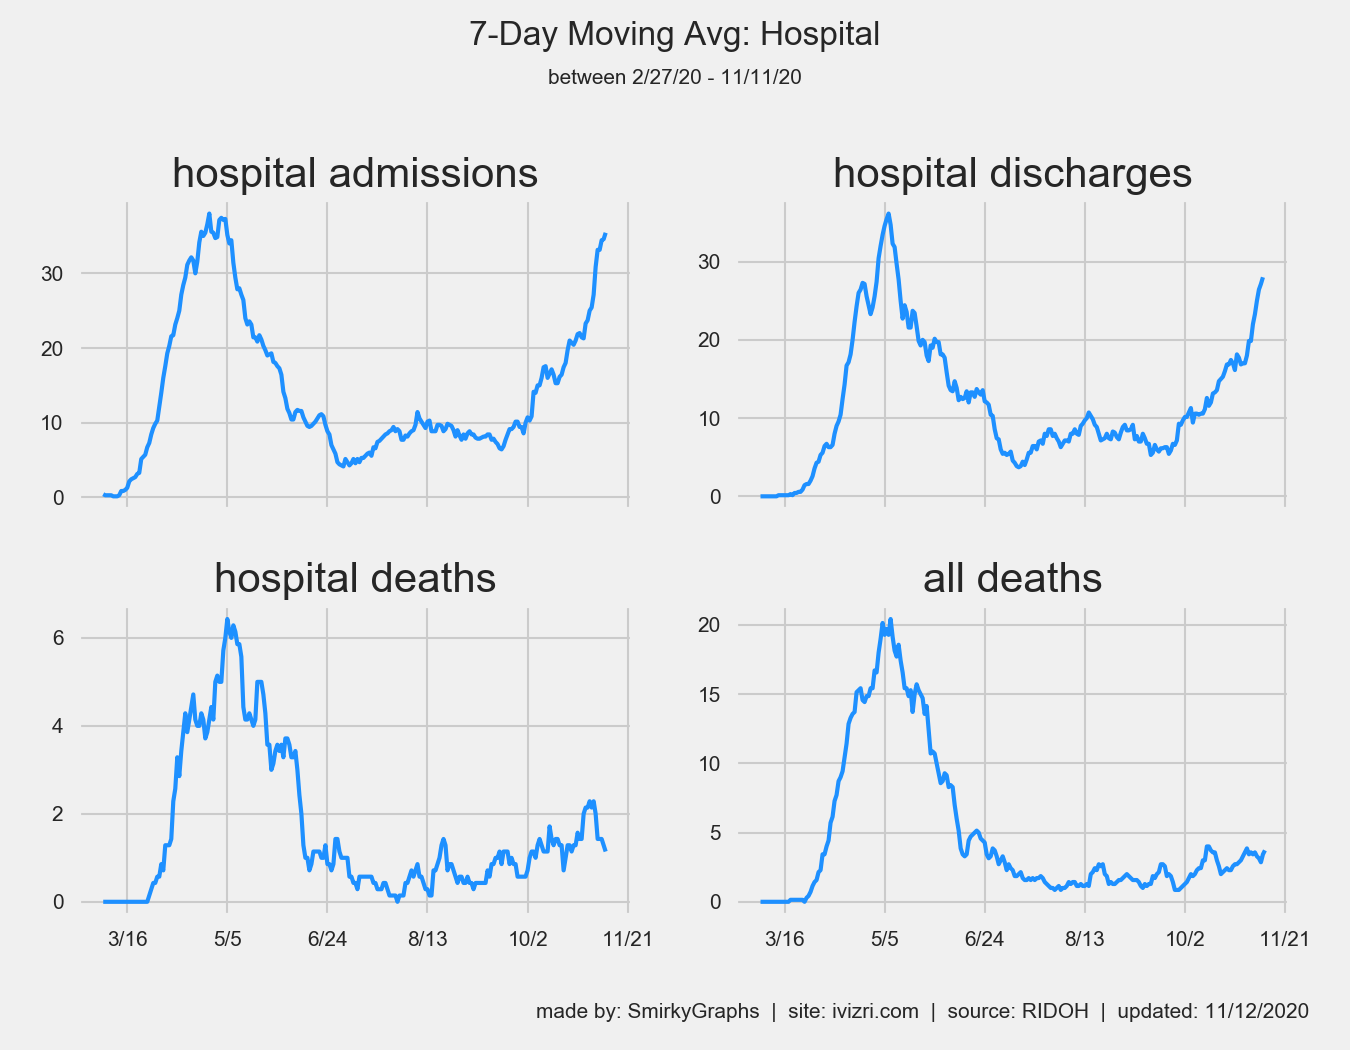 7-Day Moving Avg: Hospital
between 2/27/20 - 11/11/20
hospital admissions
30
20
10
0
hospital discharges
30
20
10
0
hospital deaths
6
4
2
0
3/16 5/5 6/24 8/13 10/2 11/21
all deaths
20
15
10
5
0
3/16 5/5 6/24 8/13 10/2 11/21
made by: SmirkyGraphs | site: ivizri.com | source: RIDOH | updated: 11/12/2020